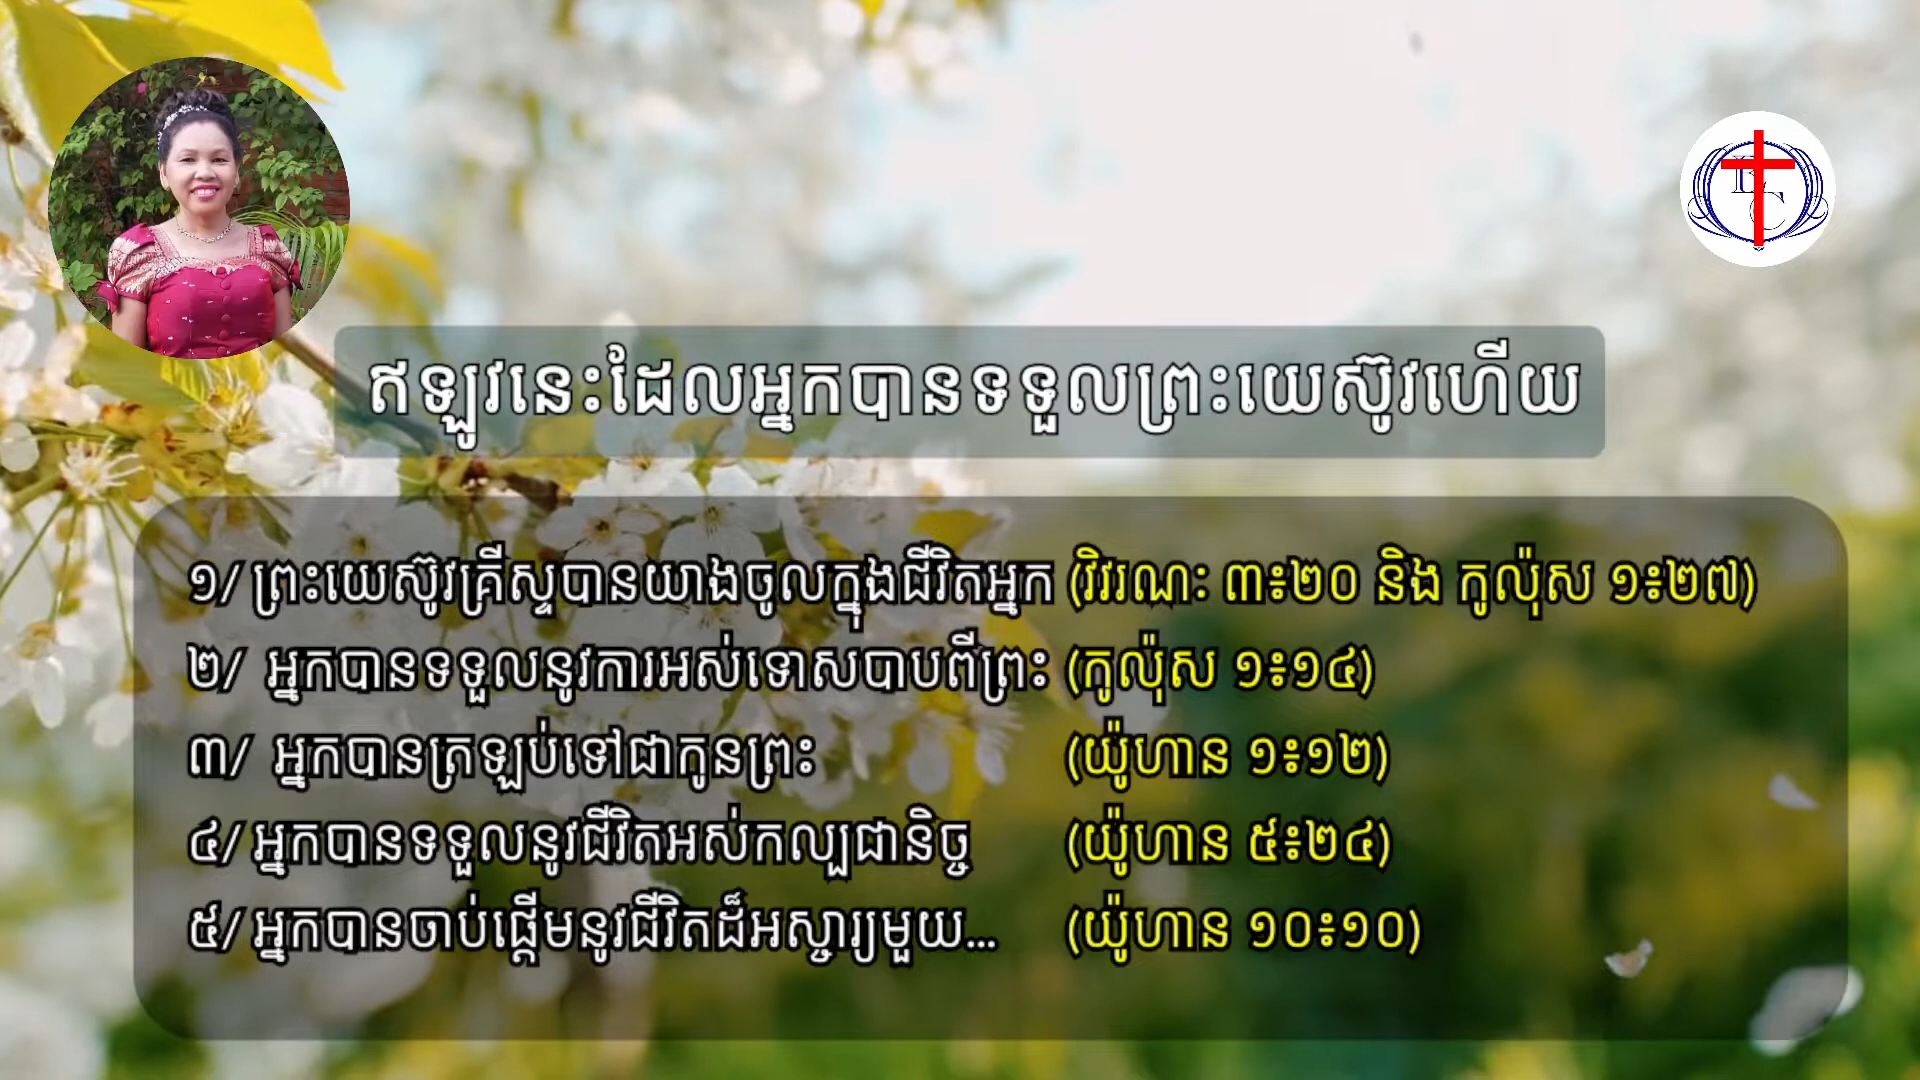 ឥឡូវនេះដែលអ្នកបានទទួលព្រះយេស៊ូវហើយ
១/ ព្រះយេស៊ូវគ្រីស្ទបានយាងចូលក្នុងជីវិតអ្នក (វិវរណៈ ៣៖២០ និង កូល៉ុស ១៖២៧)
២/ អ្នកបានទទួលនូវការអស់ទោសបាបពីព្រះ (កូល៉ុស ១៖១៤)
៣/ អ្នកបានត្រឡប់ទៅជាកូនព្រះ (យ៉ូហាន ១៖១២)
៤/ អ្នកបានទទួលនូវជីវិតអស់កល្បជានិច្ច (យ៉ូហាន ៥៖២៤)
៥/ អ្នកបានចាប់ផ្តើមនូវជីវិតដ៏អស្ចារ្យមួយ... (យ៉ូហាន ១០៖១០)